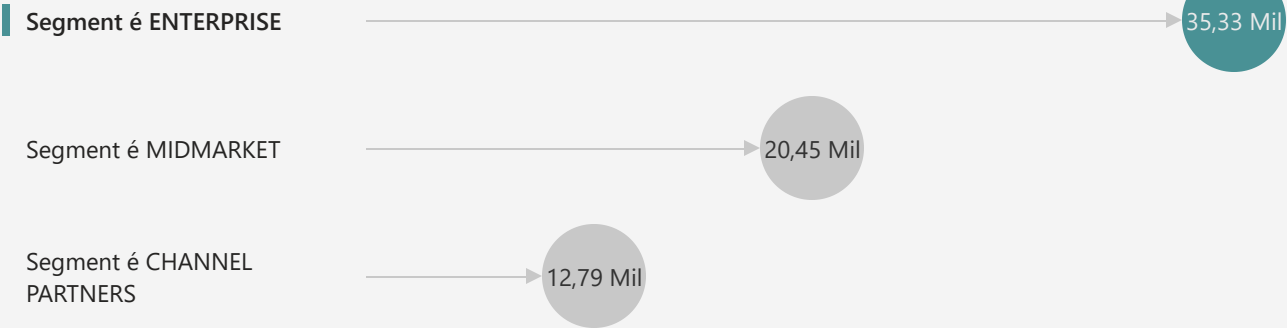 Segment é ENTERPRISE
35,33 Mil
Segment é MIDMARKET
20,45 Mil
Segment é CHANNEL
PARTNERS
12,79 Mil